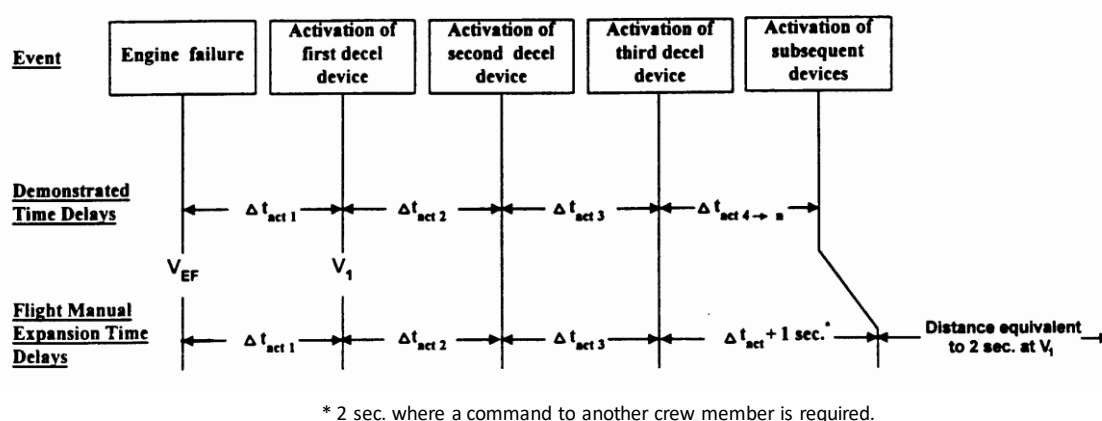 Event
Engine failure
Activation of
first decel
device
Activation of
second decel
device
Activation of
third decel
device
Activation of
subsequent
devices
Demonstrated
Time Delays
Δ t act 1
Δ t act 2
Δ t act 3
Δ t act 4→ n
V EF
V 1
Flight Manual
Expansion Time
Delays
Δ t act 1
Δ t act 2
Δ t act 3
Δ t act + 1 sec.*
Distance equivalent
to 2 sec. at V1
* 2 sec. where a command to another crew member is required.